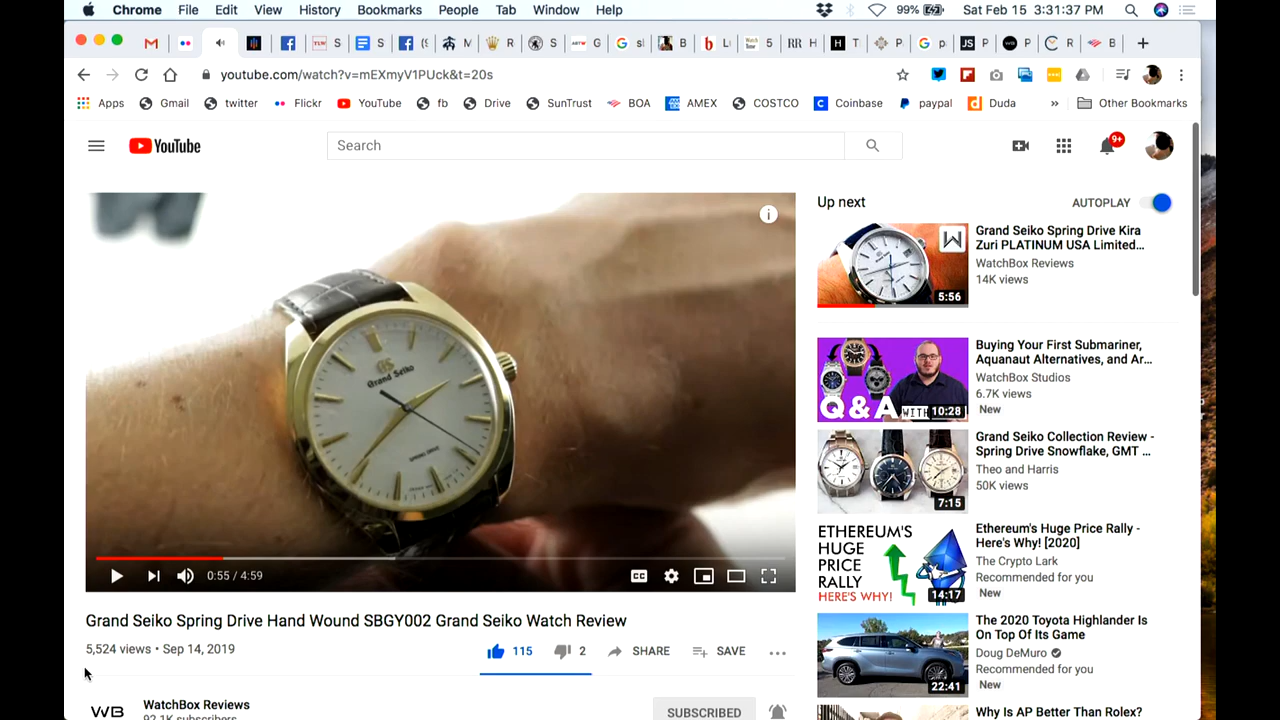 Chrome File Edit View History Bookmarks People Tab Window Help 99% Sat Feb 15 3:31:37 PM
youtube.com/watch?v=mEXmyV1PUck&t=20s
Apps Gmail twitter Flickr YouTube fb Drive SunTrust BOA AMEX COSTCO Coinbase paypal Duda » Other Bookmarks
YouTube Search 9+
Up next AUTOPLAY
GS
Grand Seiko
SPRING DRIVE
Grand Seiko Spring Drive Kira
Zuri PLATINUM USA Limited...
WatchBox Reviews
14K views
5:56
Buying Your First Submariner,
Aquanaut Alternatives, and Ar...
WatchBox Studios
6.7K views
New
Q&A WITH 10:28
Grand Seiko Collection Review -
Spring Drive Snowflake, GMT ...
Theo and Harris
50K views
7:15
ETHEREUM'S
HUGE
PRICE
RALLY
HERE'S WHY!
14:17
Ethereum's Huge Price Rally -
Here's Why! [2020]
The Crypto Lark
Recommended for you
New
The 2020 Toyota Highlander Is
On Top Of Its Game
Doug DeMuro
Recommended for you
New
22:41
Why Is AP Better Than Rolex?
0:55 / 4:59 CC
Grand Seiko Spring Drive Hand Wound SBGY002 Grand Seiko Watch Review
5,524 views • Sep 14, 2019
115 2 SHARE SAVE
WB WatchBox Reviews
92.1K subscribers
SUBSCRIBED